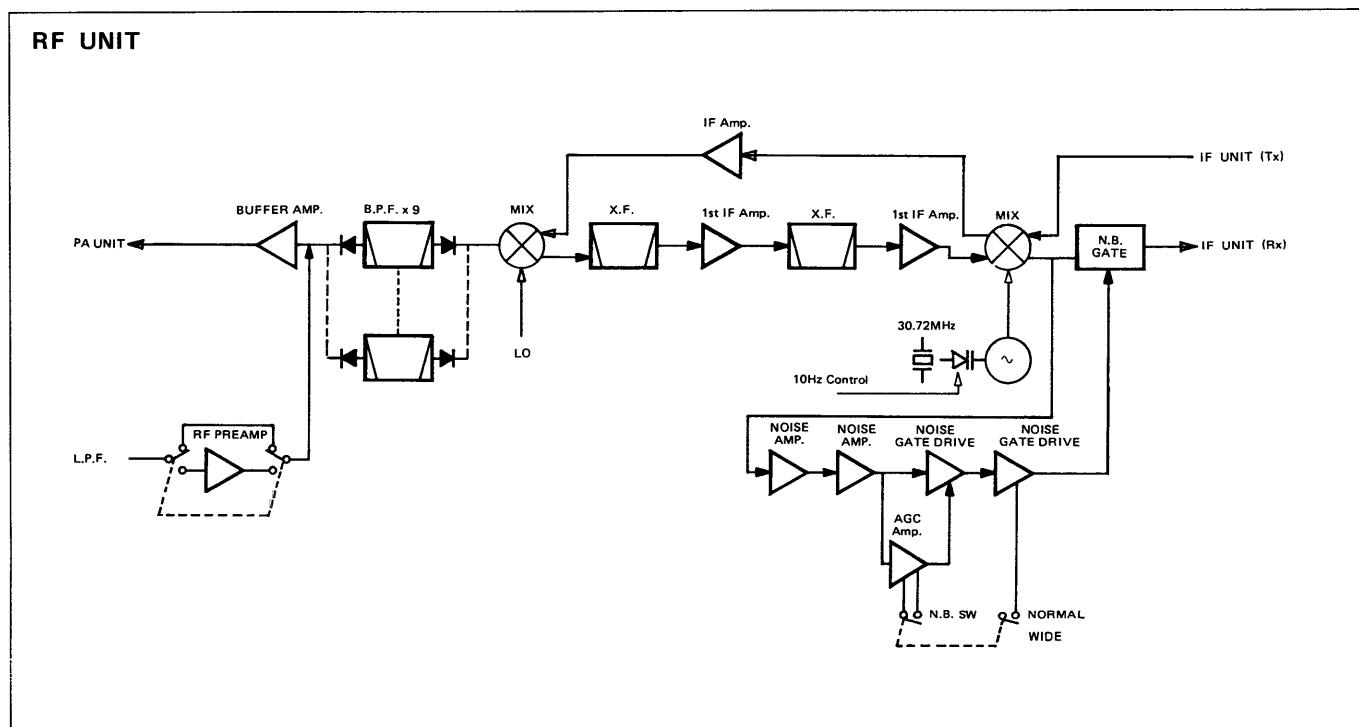 RF UNIT
IF Amp.
IF UNIT (Tx)
BUFFER AMP.
B.P.F. x 9
MIX
X.F.
1st IF Amp.
X.F.
1st IF Amp.
MIX
PA UNIT
N.B.
GATE
IF UNIT (Rx)
30.72MHz
LO
~
10Hz Control
RF PREAMP
L.P.F.
NOISE
AMP.
NOISE
AMP.
NOISE
GATE DRIVE
NOISE
GATE DRIVE
AGC
Amp.
N.B. SW
NORMAL
WIDE